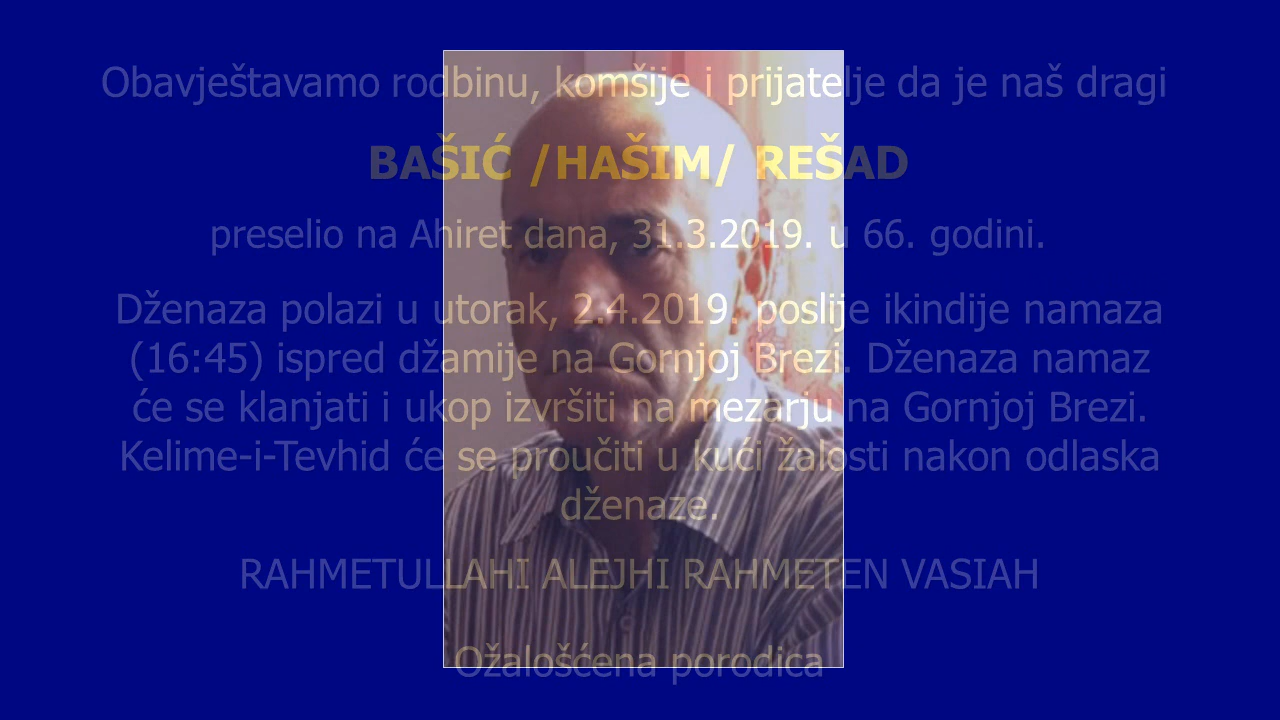 Obavještavamo rodbinu, komšije i prijatelje da je naš dragi
BAŠIĆ /HAŠIM/ REŠAD
preselio na Ahiret dana, 31.3.2019. u 66. godini.
Dženaza polazi u utorak, 2.4.2019. poslije ikindije namaza
(16:45) ispred džamije na Gornjoj Brezi. Dženaza namaz
će se klanjati i ukop izvršiti na mezarju na Gornjoj Brezi.
Kelime-i-Tevhid će se proučiti u kući žalosti nakon odlaska
dženaze.
RAHMETULLAHI ALEJHI RAHMETEN VASIAH
Ožalošćena porodica